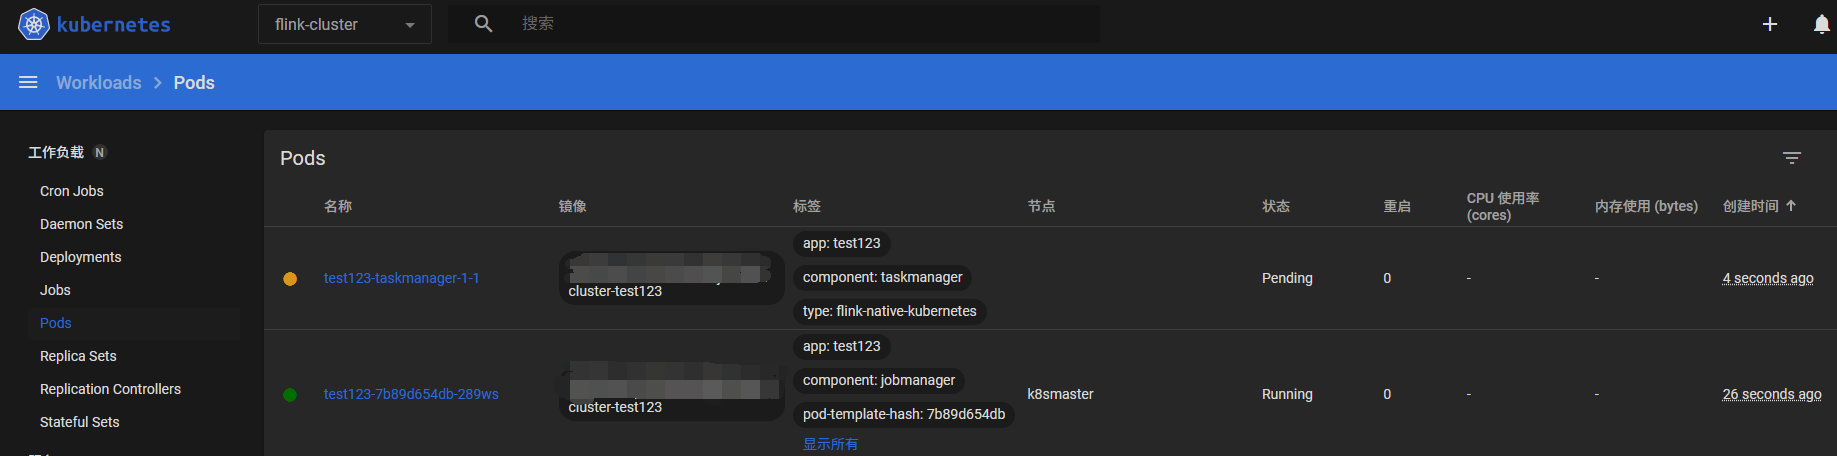 kubernetes
flink-cluster
搜索
Workloads
Pods
工作负载 N
Cron Jobs
Daemon Sets
Deployments
Jobs
Pods
Replica Sets
Replication Controllers
Stateful Sets
Pods
名称
镜像
标签
节点
状态
重启
CPU 使用率
(cores)
内存使用 (bytes)
创建时间
test123-taskmanager-1-1
cluster-test123
app: test123
component: taskmanager
type: flink-native-kubernetes
Pending
0
-
-
4 seconds ago
test123-7b89d654db-289ws
cluster-test123
app: test123
component: jobmanager
pod-template-hash: 7b89d654db
显示所有
k8smaster
Running
0
-
-
26 seconds ago